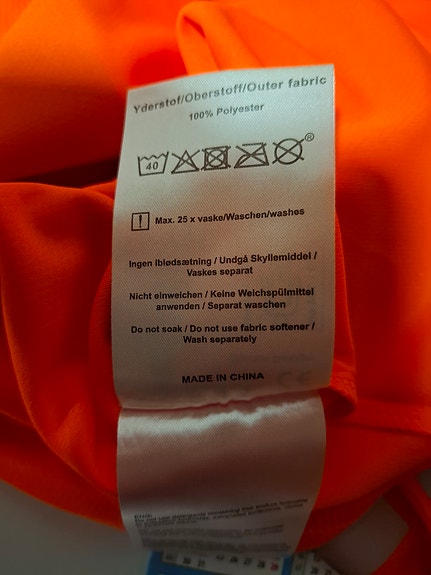 Yderstof/Oberstoff/Outer fabric
100% Polyester
40
®
! Max. 25 x vaske/Waschen/washes
Ingen Iblødsætning / Undgå Skyllemiddel /
Vaskes separat
Nicht einweichen / Keine Weichspülmittel
anwenden / Separat waschen
Do not soak / Do not use fabric softener /
Wash separately
MADE IN CHINA